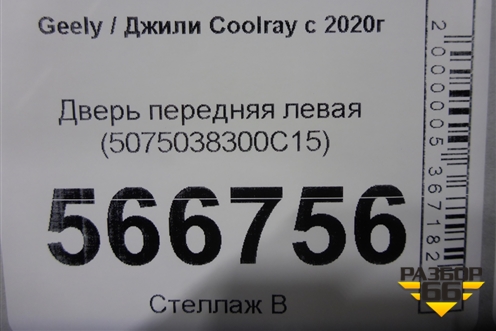 Geely / Джили Coolray с 2020г
Дверь передняя левая
(5075038300C15)
566756
Стеллаж В
2000005367182
РАЗБОР
66